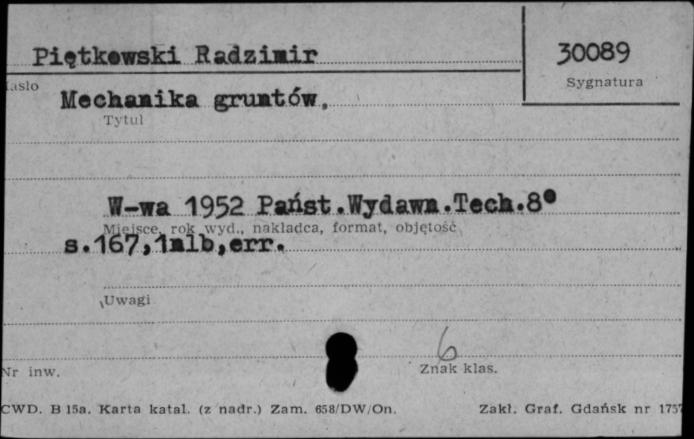 Piętkowski Radzimir
30089
Sygnatura
Mechanika gruntów,
Tytuł
W-wa 1952 Państ.Wydawn.Tech.8°
Miejsce, rok wyd., nakładca, format, objętość
s.167,1nlb,err.
Uwagi
6
Nr inw.
Znak klas.
CWD. B 15a. Karta katal. (z nadr.) Zam. 658/DW/On.
Zakł. Graf. Gdańsk nr